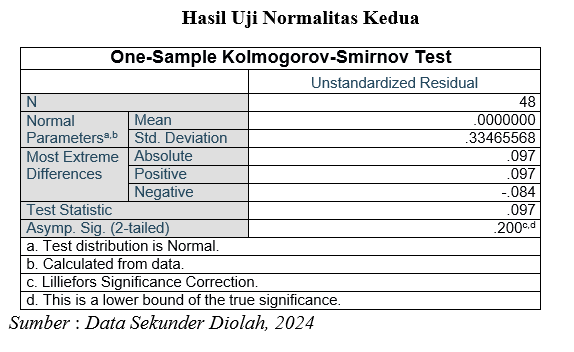 Hasil Uji Normalitas Kedua
One-Sample Kolmogorov-Smirnov Test
Unstandardized Residual
N 48
Normal Parametersa,b Mean .0000000
Std. Deviation .33465568
Most Extreme Differences Absolute .097
Positive .097
Negative -.084
Test Statistic .097
Asymp. Sig. (2-tailed) .200c,d
a. Test distribution is Normal.
b. Calculated from data.
c. Lilliefors Significance Correction.
d. This is a lower bound of the true significance.
Sumber : Data Sekunder Diolah, 2024